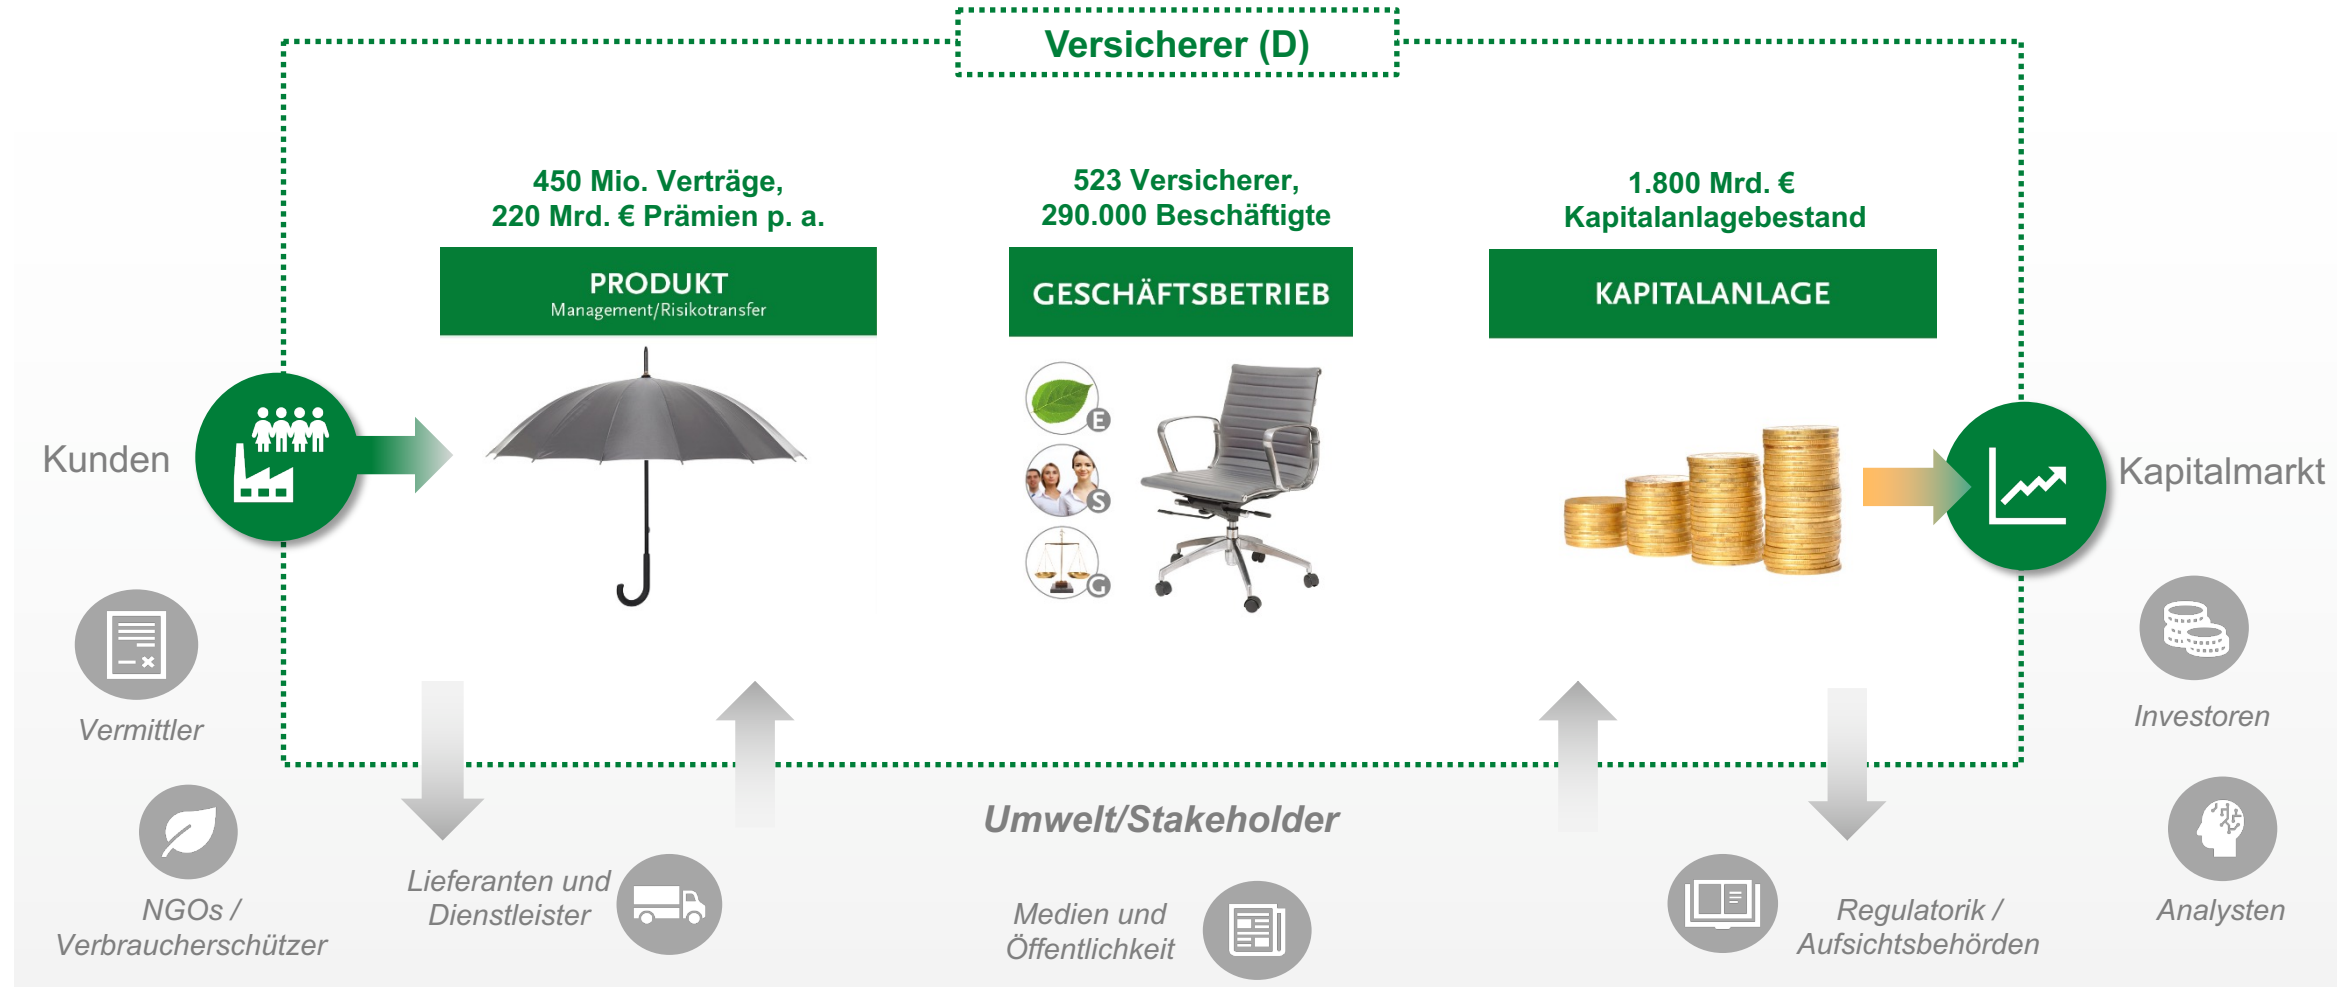 Versicherer (D)
450 Mio. Verträge,
220 Mrd. € Prämien p. a.
523 Versicherer,
290.000 Beschäftigte
1.800 Mrd. €
Kapitalanlagebestand
PRODUKT
Management/Risikotransfer
GESCHÄFTSBETRIEB
KAPITALANLAGE
E
S
G
Kunden
Kapitalmarkt
Vermittler
Investoren
Umwelt/Stakeholder
NGOs /
Verbraucherschützer
Lieferanten und
Dienstleister
Medien und
Öffentlichkeit
Regulatorik /
Aufsichtsbehörden
Analysten